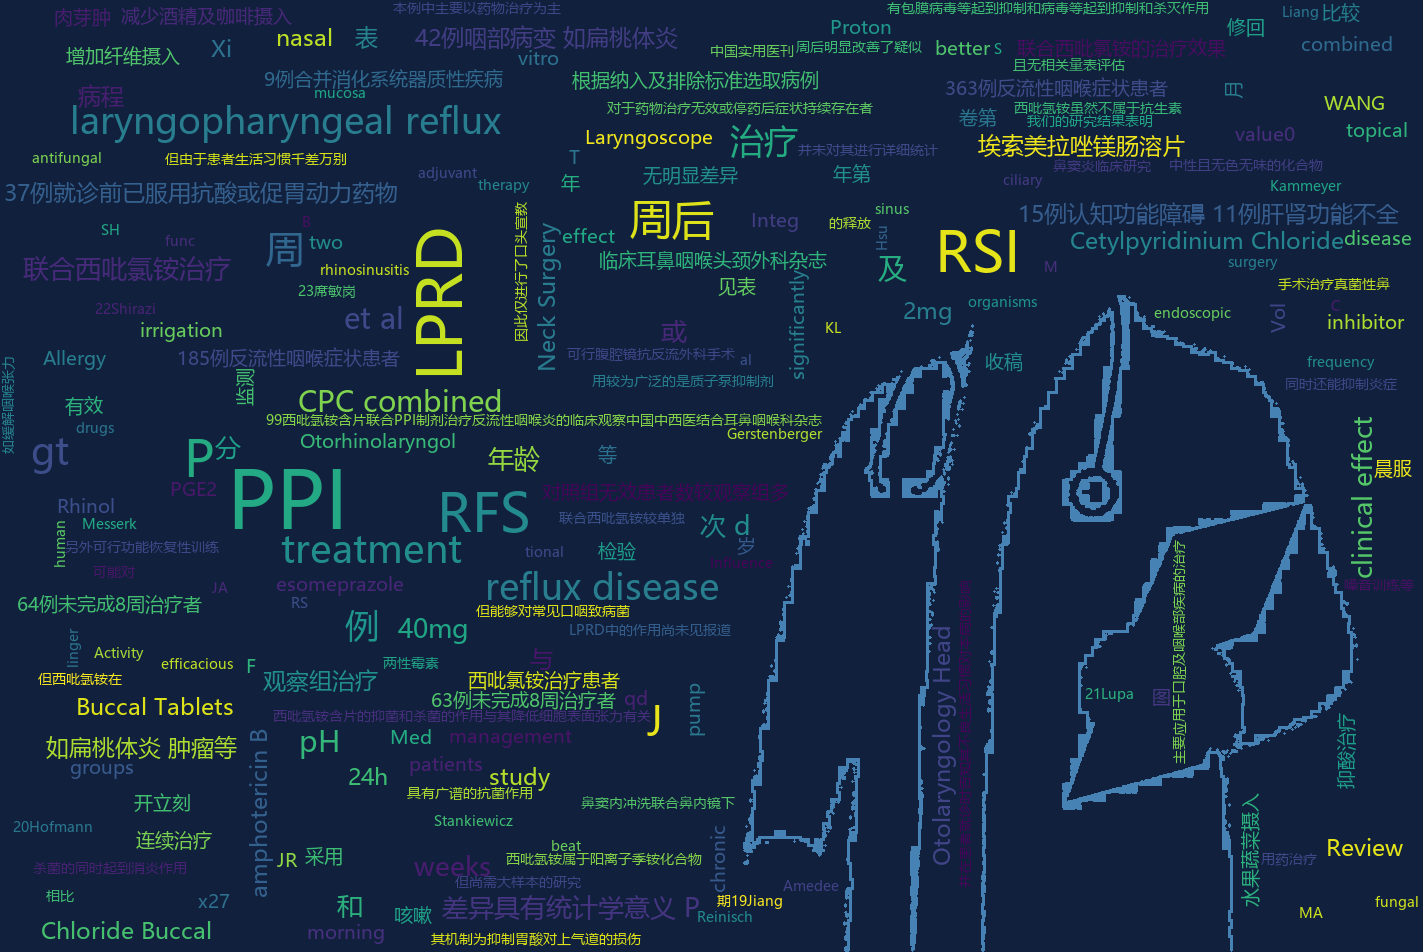 本例中主要以药物治疗为主
有包膜病毒等起到抑制和病毒等起到抑制和杀灭作用
Liang
比较
肉芽肿
减少酒精及咖啡摄入
修回
Proton
nasal
表
42例咽部病变 如扁桃体炎
中国实用医刊
周后明显改善了疑似
better
S
联合西吡氯铵的治疗效果
combined
增加纤维摄入
Xi
vitro
且无相关量表评估
9例合并消化系统器质性疾病
根据纳入及排除标准选取病例
363例反流性咽喉症状患者
月
mucosa
病程
对于药物治疗无效或停药后症状持续存在者
西吡氯铵虽然不属于抗生素
WANG
laryngopharyngeal reflux
卷第
我们的研究结果表明
Laryngoscope
治疗
value0
topical
埃索美拉唑镁肠溶片
antifungal
但由于患者生活习惯千差万别
并未对其进行详细统计
T
鼻窦炎临床研究
中性且无色无味的化合物
adjuvant
therapy
年
无明显差异
年第
ciliary
Kammeyer
37例就诊前已服用抗酸或促胃动力药物
B
因此仅进行了口头宣教
周后
Integ
的释放
sinus
15例认知功能障碍 11例肝肾功能不全
SH
func
周
two
LPRD
Neck Surgery
effect
Hsu
RSI
Cetylpyridinium Chloride
disease
联合西吡氯铵治疗
rhinosinusitis
临床耳鼻咽喉头颈外科杂志
及
M
surgery
23席敏岗
见表
significantly
手术治疗真菌性鼻
22Shirazi
et al
2mg
organisms
endoscopic
Vol
C
irrigation
或
KL
inhibitor
Allergy
185例反流性咽喉症状患者
可行腹腔镜抗反流外科手术
al
收稿
frequency
如缓解咽喉张力
监测
用较为广泛的是质子泵抑制剂
同时还能抑制炎症
有效
CPC combined
drugs
99西吡氯铵含片联合PPI制剂治疗反流性咽喉炎的临床观察中国中西医结合耳鼻咽喉科杂志
Gerstenberger
gt
P
分
Otorhinolaryngol
年龄
等
clinical effect
晨服
PPI
PGE2
Rhinol
RFS
Messerk
联合西吡氯铵较单独
次 d
human
另外可行功能恢复性训练
treatment
tional
检验
岁
可能对
JA
esomeprazole
reflux disease
主要应用于口腔及咽喉部疾病的治疗
64例未完成8周治疗者
RS
例
40mg
但能够对常见口咽致病菌
LPRD中的作用尚未见报道
linger
Activity
efficacious
F
两性霉素
与
Otolaryngology Head
但西吡氯铵在
观察组治疗
西吡氯铵治疗患者
63例未完成8周治疗者
qd
pump
21Lupa
图
Buccal Tablets
西吡氯铵含片的抑菌和杀菌的作用与其降低细胞表面张力有关
J
如扁桃体炎 肿瘤等
amphotericin B
pH
Med
management
抑酸治疗
groups
24h
patients
study
开立刻
具有广谱的抗菌作用
鼻窦内冲洗联合鼻内镜下
20Hofmann
连续治疗
Stankiewicz
chronic
水果蔬菜摄入
杀菌的同时起到消炎作用
JR
采用
weeks
beat
西吡氯铵属于阳离子季铵化合物
用药治疗
Review
相比
x27
但尚需大样本的研究
Amedee
和
咳嗽
差异具有统计学意义 P
期19Jiang
Reinisch
MA
fungal
Chloride Buccal
morning
其机制为抑制胃酸对上气道的损伤